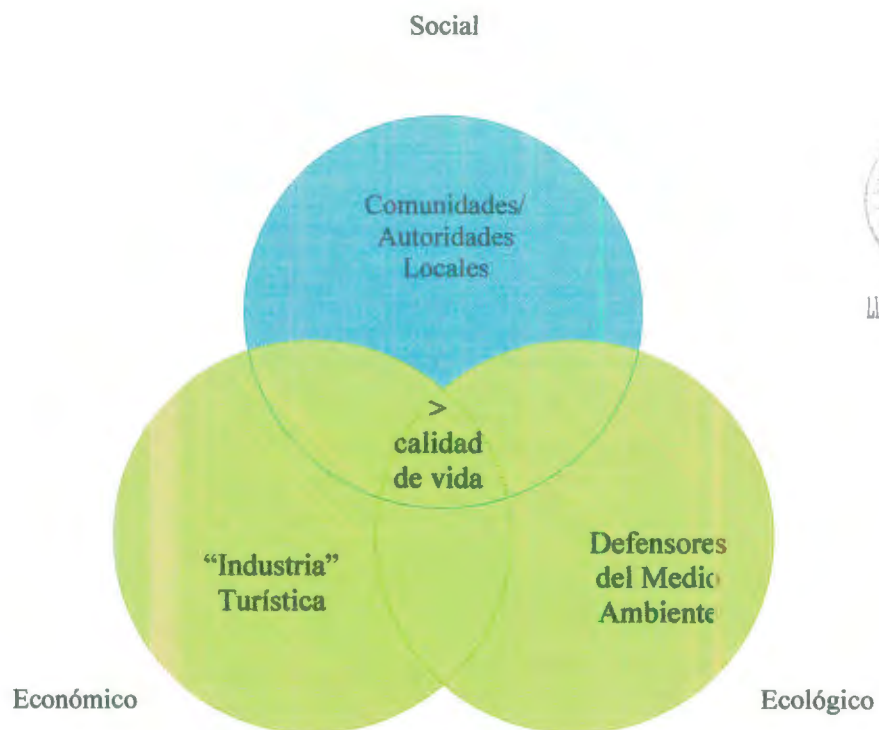 Social
Comunidades/
Autoridades
Locales
>
calidad
de vida
"Industria"
Turística
Defensores
del Medio
Ambiente
Económico
Ecológico